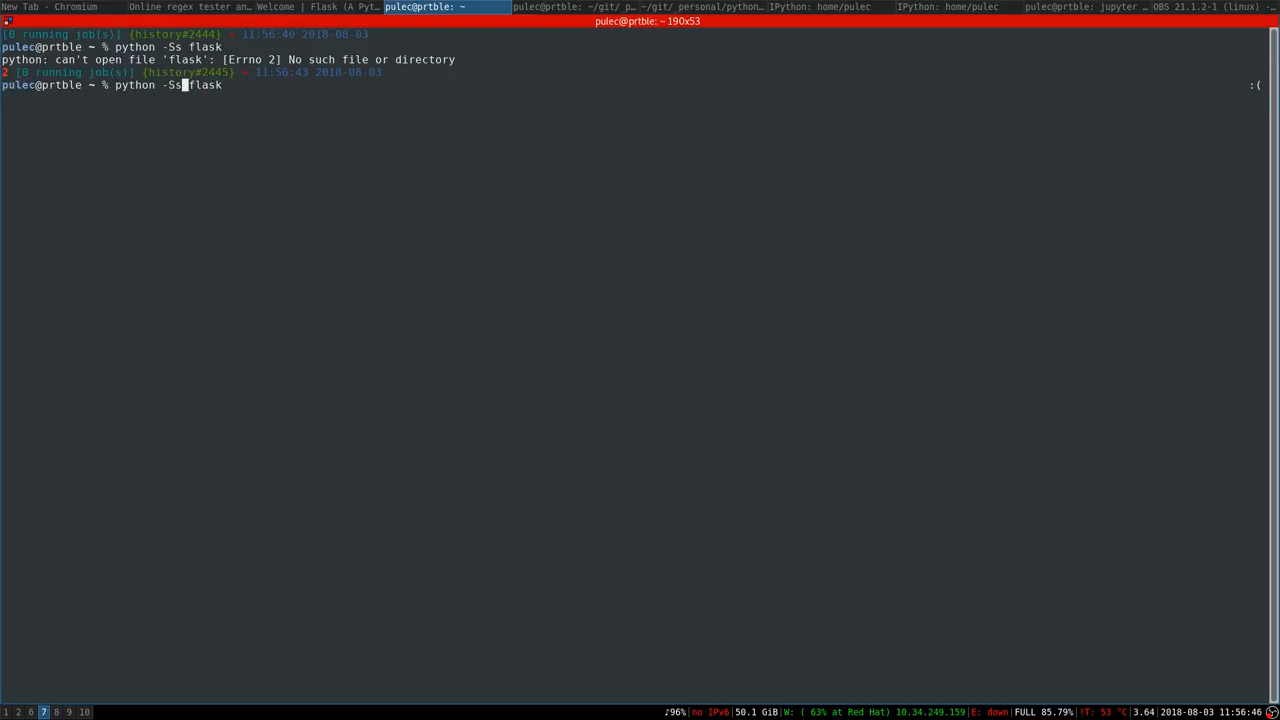 New Tab - Chromium
Online regex tester an…
Welcome | Flask (A Pyt…
pulec@prtble: ~
pulec@prtble: ~/git/_p…
~/git/_personal/python…
IPython: home/pulec
IPython: home/pulec
pulec@prtble: jupyter …
OBS 21.1.2-1 (linux) -…
pulec@prtble: ~ 190x53
[0 running job(s)] {history#2444} 11:56:40 2018-08-03
pulec@prtble ~ % python -Ss flask
python: can't open file 'flask': [Errno 2] No such file or directory
2 [0 running job(s)] {history#2445} 11:56:43 2018-08-03
pulec@prtble ~ % python -Ss flask :(
1 2 6 7 8 9 10
♪96%|no IPv6|50.1 GiB|W: ( 63% at Red Hat) 10.34.249.159|E: down|FULL 85.79%|!T: 53 °C|3.64|2018-08-03 11:56:46